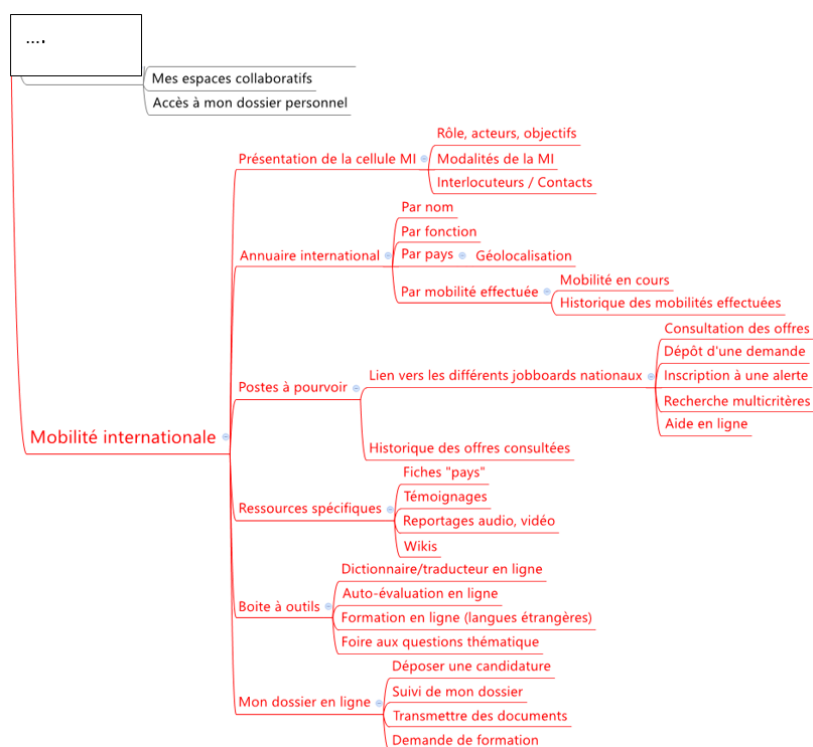 ....
Mes espaces collaboratifs
Accès à mon dossier personnel
Mobilité internationale
Présentation de la cellule MI
Rôle, acteurs, objectifs
Modalités de la MI
Interlocuteurs / Contacts
Annuaire international
Par nom
Par fonction
Par pays
Géolocalisation
Par mobilité effectuée
Mobilité en cours
Historique des mobilités effectuées
Postes à pourvoir
Lien vers les différents jobboards nationaux
Consultation des offres
Dépôt d'une demande
Inscription à une alerte
Recherche multicritères
Aide en ligne
Historique des offres consultées
Ressources spécifiques
Fiches "pays"
Témoignages
Reportages audio, vidéo
Wikis
Boite à outils
Dictionnaire/traducteur en ligne
Auto-évaluation en ligne
Formation en ligne (langues étrangères)
Foire aux questions thématique
Mon dossier en ligne
Déposer une candidature
Suivi de mon dossier
Transmettre des documents
Demande de formation